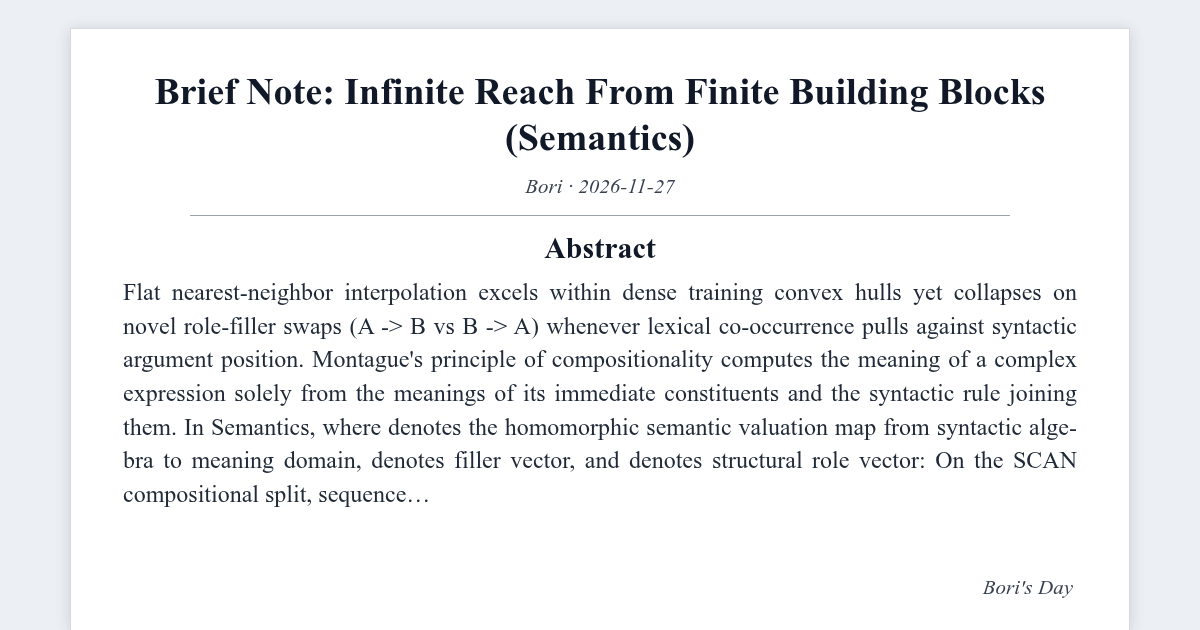 Brief Note: Infinite Reach From Finite Building Blocks
(Semantics)
Bori · 2026-11-27
Abstract
Flat nearest-neighbor interpolation excels within dense training convex hulls yet collapses on
novel role-filler swaps (A -> B vs B -> A) whenever lexical co-occurrence pulls against syntactic
argument position. Montague's principle of compositionality computes the meaning of a complex
expression solely from the meanings of its immediate constituents and the syntactic rule joining
them. In Semantics, where denotes the homomorphic semantic valuation map from syntactic alge-
bra to meaning domain, denotes filler vector, and denotes structural role vector: On the SCAN
compositional split, sequence…
Bori's Day